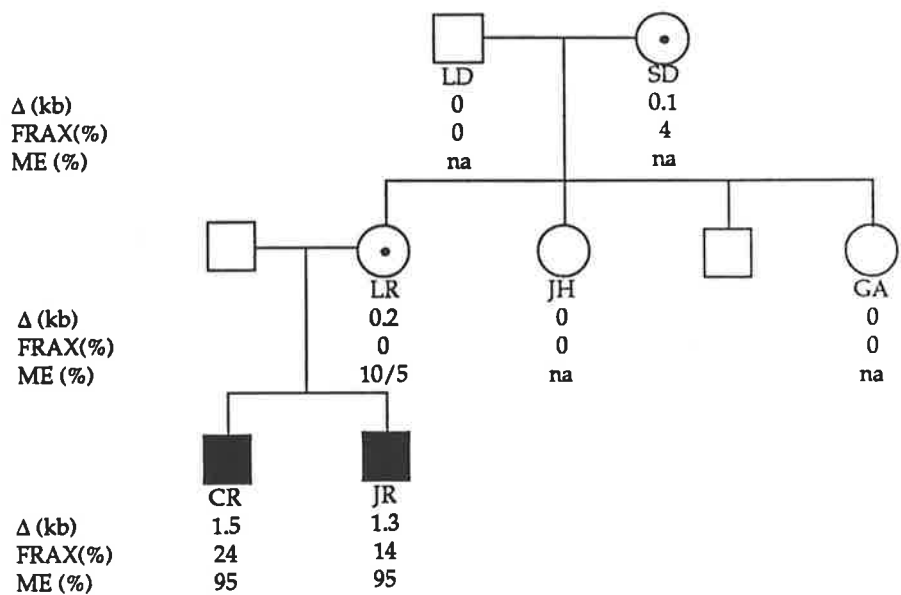 LD SD
Δ (kb) 0 0.1
FRAX(%) 0 4
ME (%) na na
LR JH GA
Δ (kb) 0.2 0 0
FRAX(%) 0 0 0
ME (%) 10/5 na na
CR JR
Δ (kb) 1.5 1.3
FRAX(%) 24 14
ME (%) 95 95